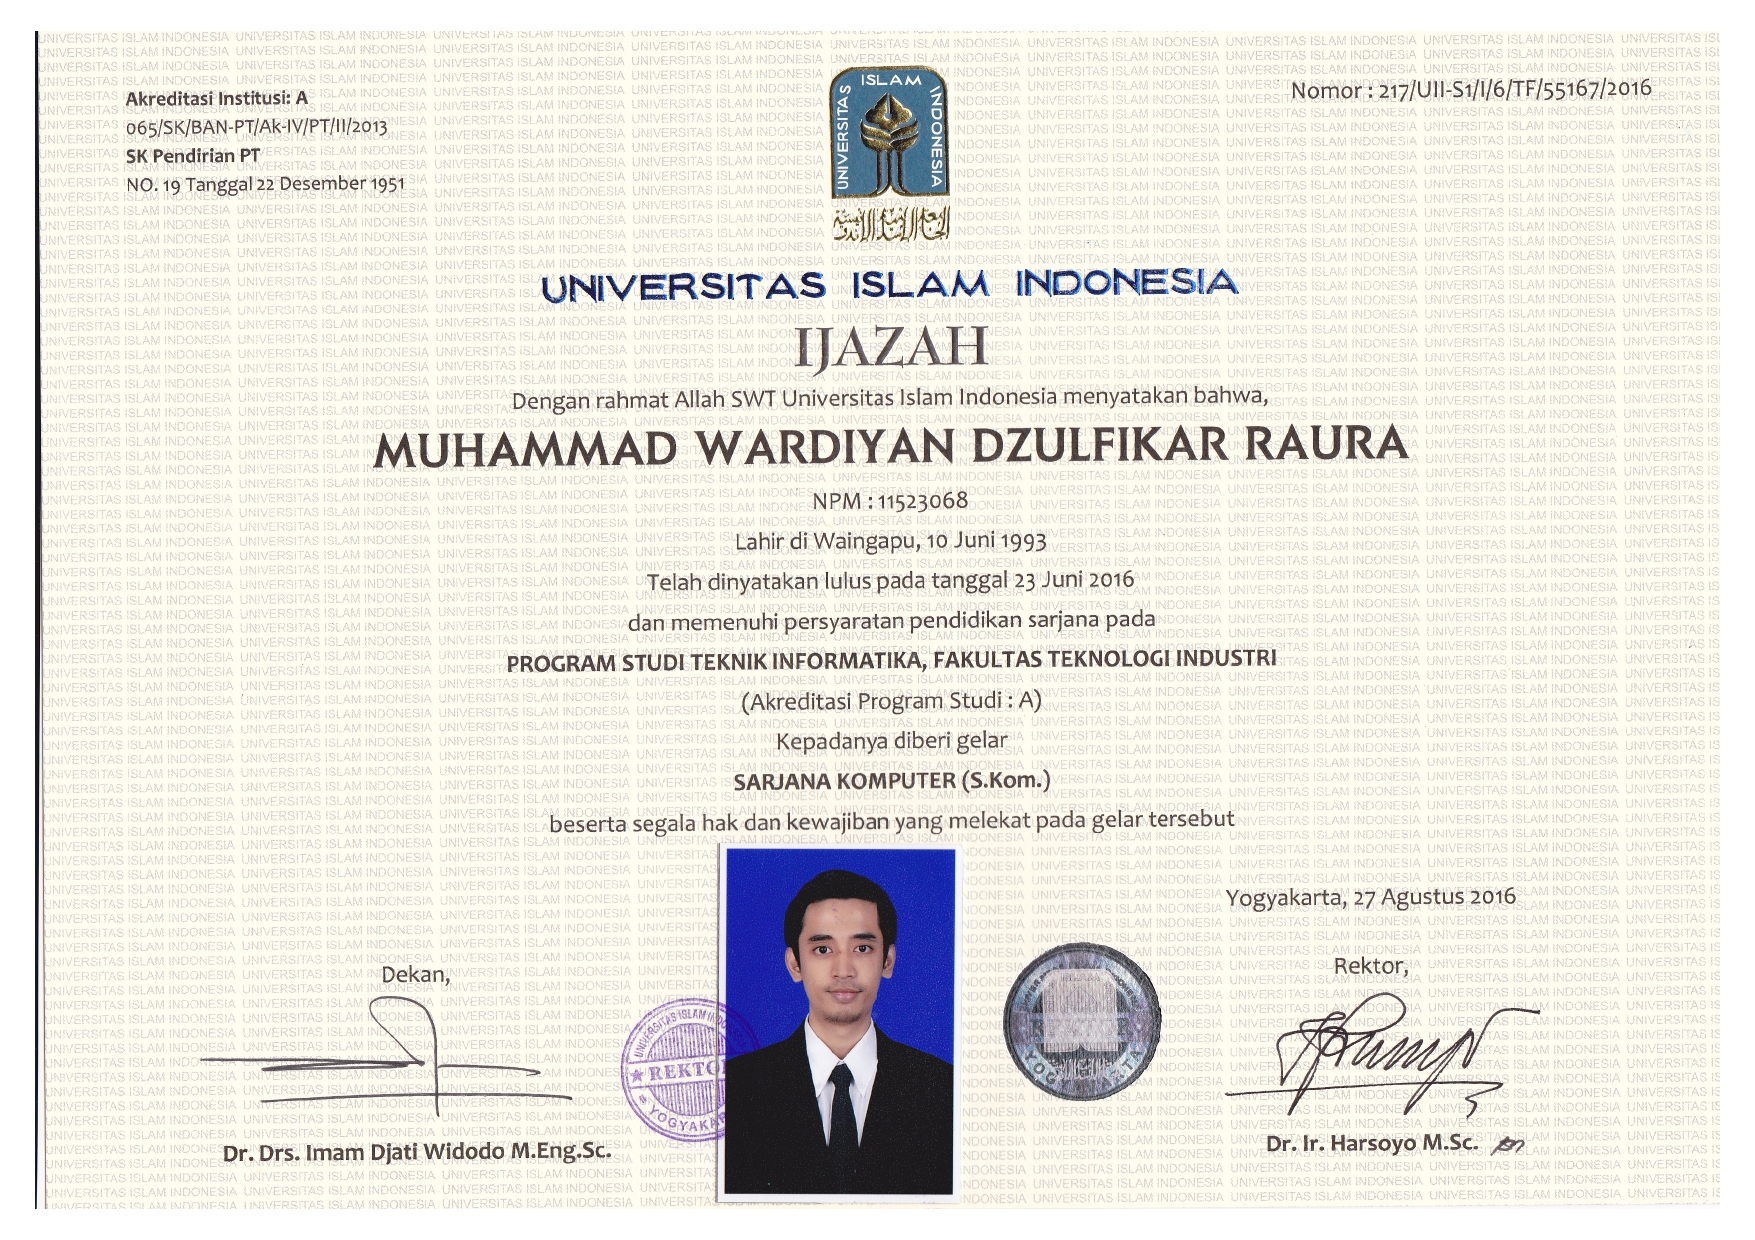 Akreditasi Institusi: A
065/SK/BAN-PT/Ak-IV/PT/II/2013
SK Pendirian PT
NO. 19 Tanggal 22 Desember 1951
Nomor : 217/UII-S1/I/6/TF/55167/2016
UNIVERSITAS ISLAM INDONESIA
UNIVERSITAS ISLAM INDONESIA
IJAZAH
Dengan rahmat Allah SWT Universitas Islam Indonesia menyatakan bahwa,
MUHAMMAD WARDIYAN DZULFIKAR RAURA
NPM : 11523068
Lahir di Waingapu, 10 Juni 1993
Telah dinyatakan lulus pada tanggal 23 Juni 2016
dan memenuhi persyaratan pendidikan sarjana pada
PROGRAM STUDI TEKNIK INFORMATIKA, FAKULTAS TEKNOLOGI INDUSTRI
(Akreditasi Program Studi : A)
Kepadanya diberi gelar
SARJANA KOMPUTER (S.Kom.)
beserta segala hak dan kewajiban yang melekat pada gelar tersebut
Yogyakarta, 27 Agustus 2016
Dekan,
Rektor,
UNIVERSITAS ISLAM
REKTO
YOGYAKA
Dr. Drs. Imam Djati Widodo M.Eng.Sc.
Dr. Ir. Harsoyo M.Sc.